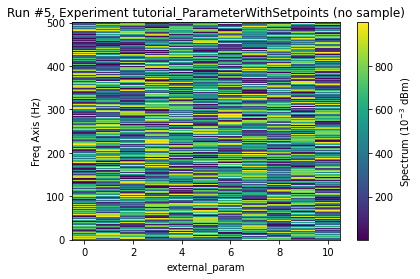 Run #5, Experiment tutorial_ParameterWithSetpoints (no sample)
500
400
300
200
100
0
Freq Axis (Hz)
0 2 4 6 8 10
external_param
800
600
400
200
Spectrum (10⁻³ dBm)